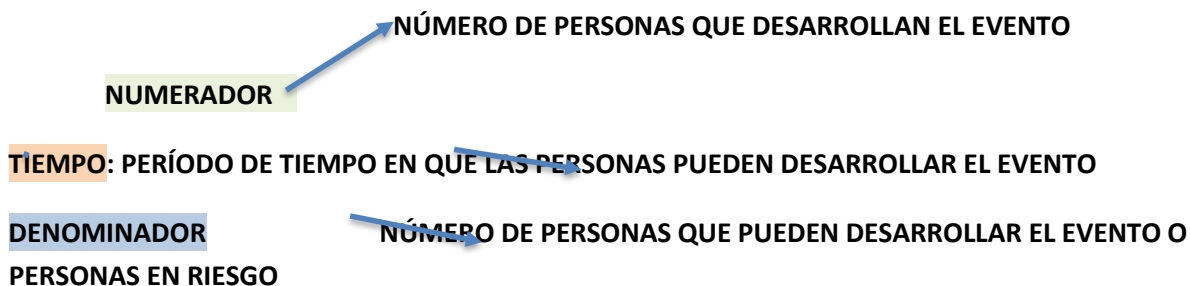 NÚMERO DE PERSONAS QUE DESARROLLAN EL EVENTO
NUMERADOR
TIEMPO: PERÍODO DE TIEMPO EN QUE LAS PERSONAS PUEDEN DESARROLLAR EL EVENTO
DENOMINADOR NÚMERO DE PERSONAS QUE PUEDEN DESARROLLAR EL EVENTO O
PERSONAS EN RIESGO